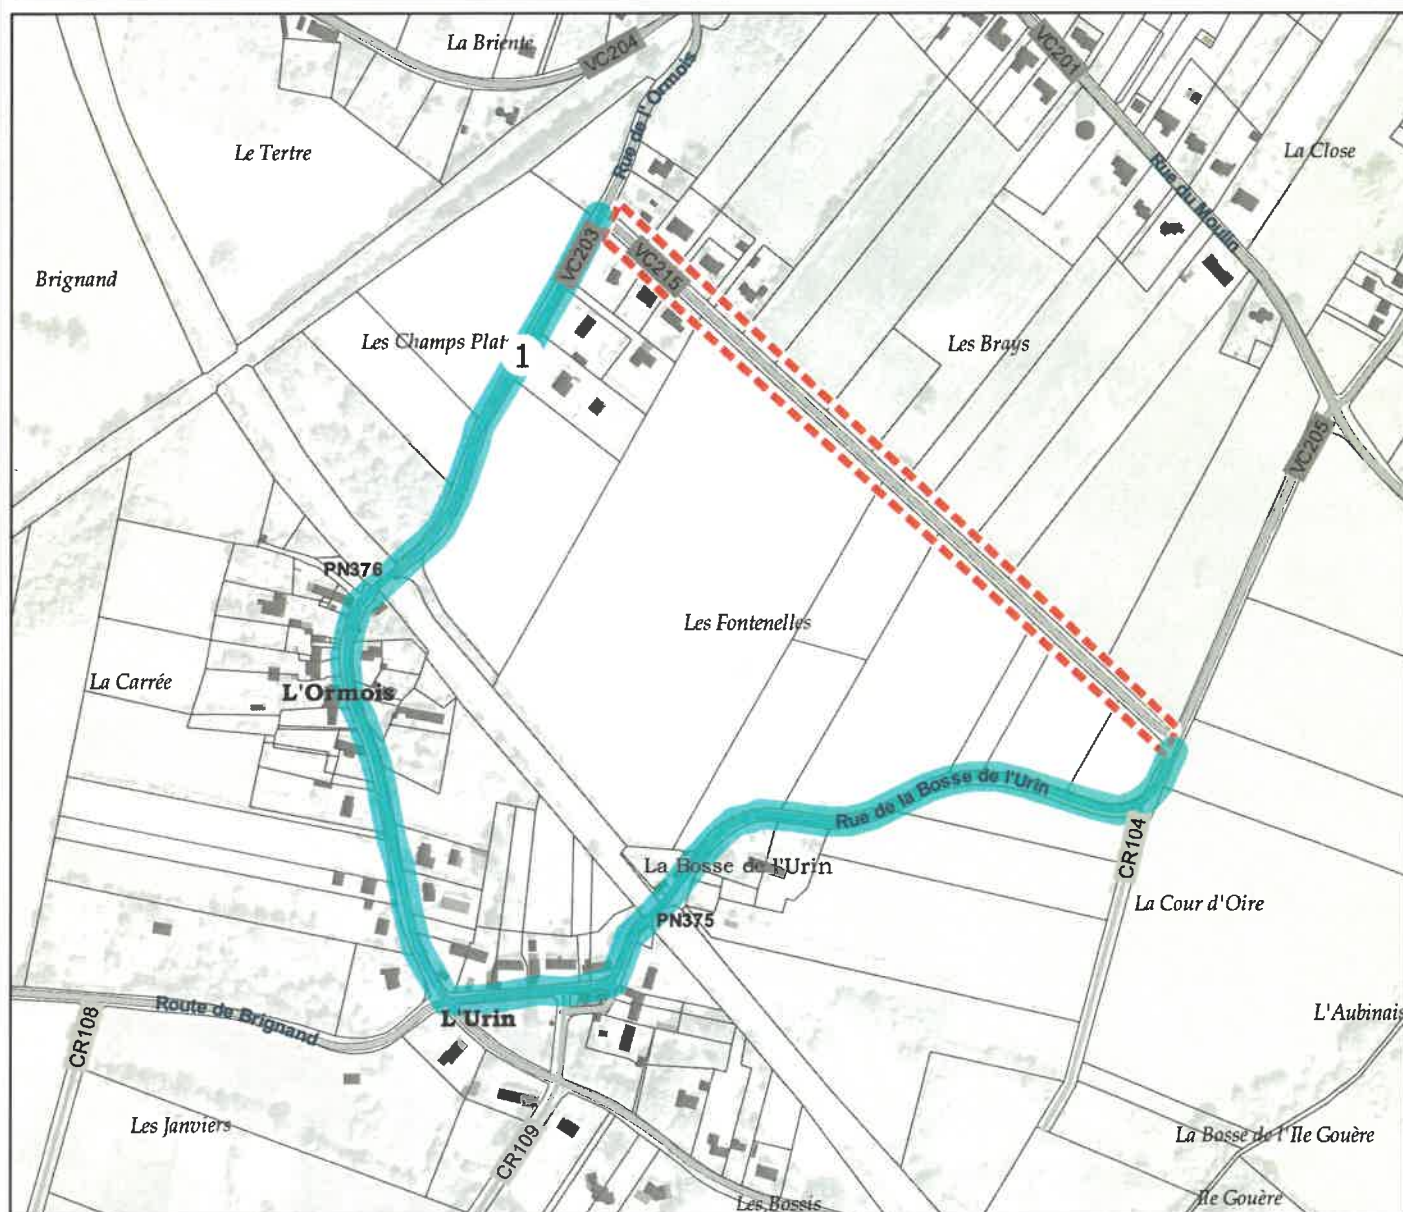 La Briente
VC204
VC201
Rue de l'Ormois
Le Tertre
La Close
Rue du Moulin
VC203
VC215
Brignand
Les Champs Plat
1
Les Brays
VC205
PN376
Les Fontenelles
La Carrée
L'Ormois
Rue de la Bosse de l'Urin
CR104
La Bosse de l'Urin
PN375
La Cour d'Oire
Route de Brignand
L'Urin
L'Aubinais
CR108
Les Janviers
CR109
La Bosse de l'Ile Gouère
Ile Gouère
Les Bossis